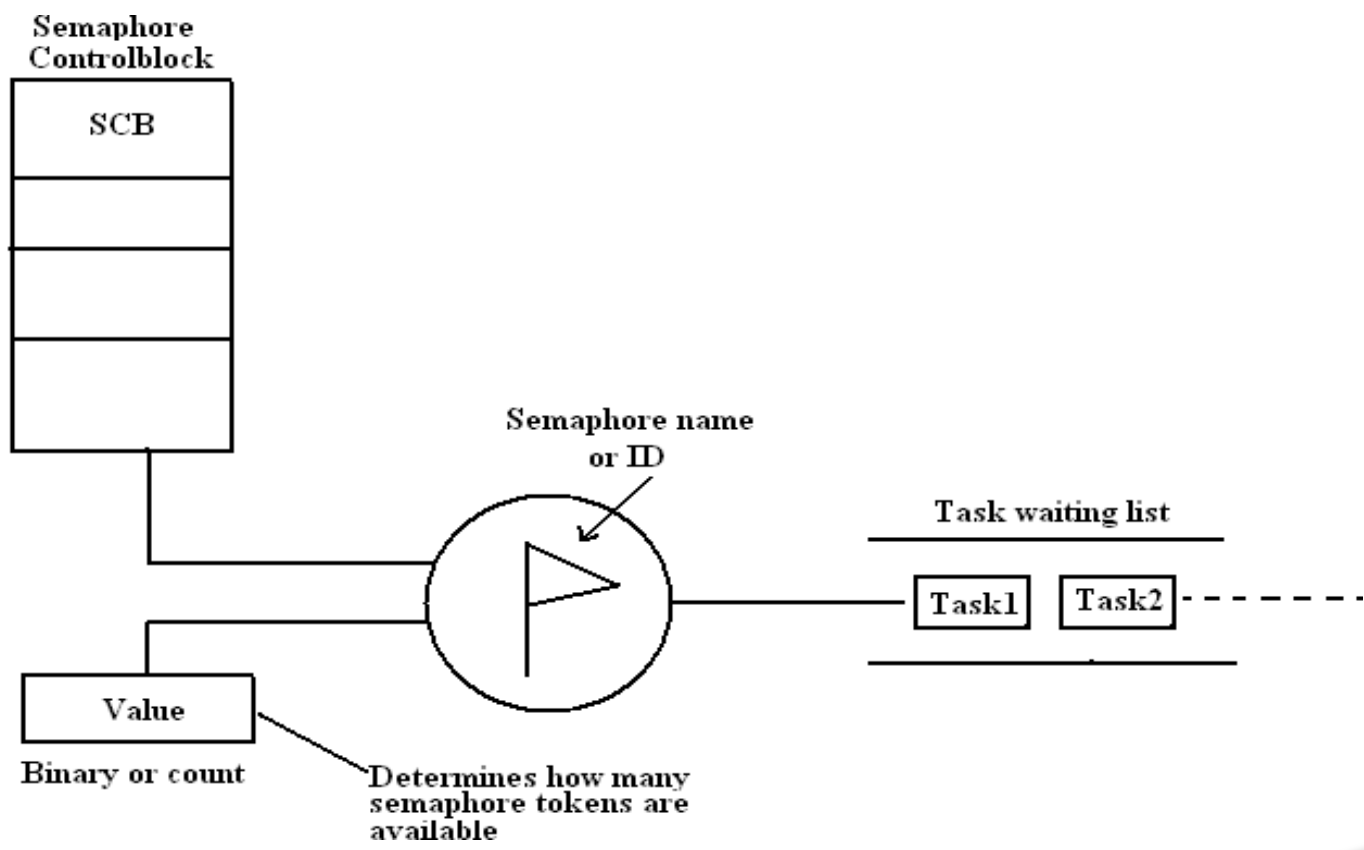 Semaphore
Controlblock
SCB
Semaphore name
or ID
Task waiting list
Task1
Task2
Value
Binary or count
Determines how many
semaphore tokens are
available